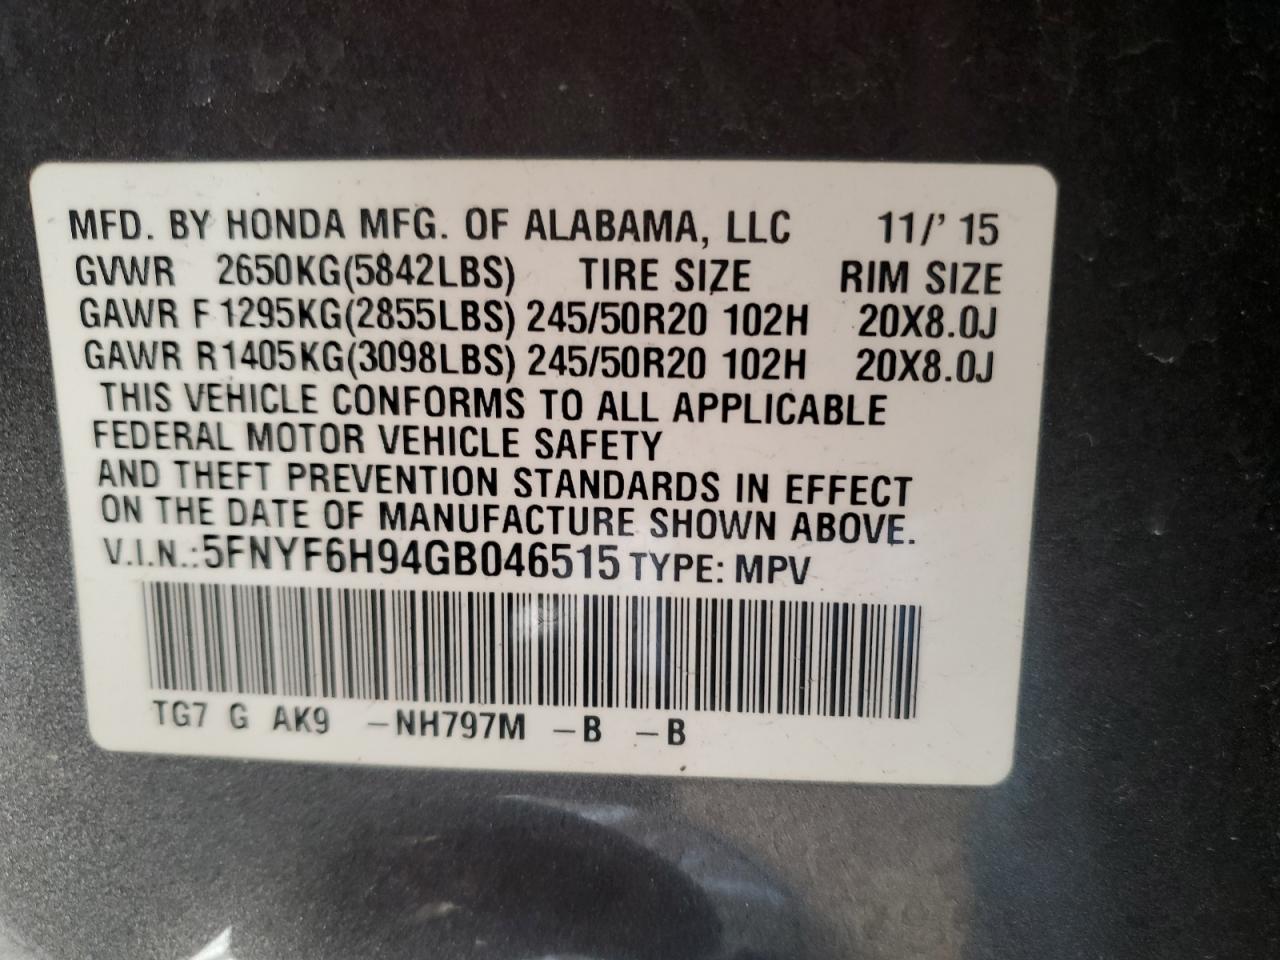 MFD. BY HONDA MFG. OF ALABAMA, LLC 11/' 15
GVWR 2650KG(5842LBS) TIRE SIZE RIM SIZE
GAWR F 1295KG(2855LBS) 245/50R20 102H 20X8.0J
GAWR R 1405KG(3098LBS) 245/50R20 102H 20X8.0J
THIS VEHICLE CONFORMS TO ALL APPLICABLE
FEDERAL MOTOR VEHICLE SAFETY
AND THEFT PREVENTION STANDARDS IN EFFECT
ON THE DATE OF MANUFACTURE SHOWN ABOVE.
V.I.N.:5FNYF6H94GB046515 TYPE: MPV
TG7 G AK9 –NH797M –B –B